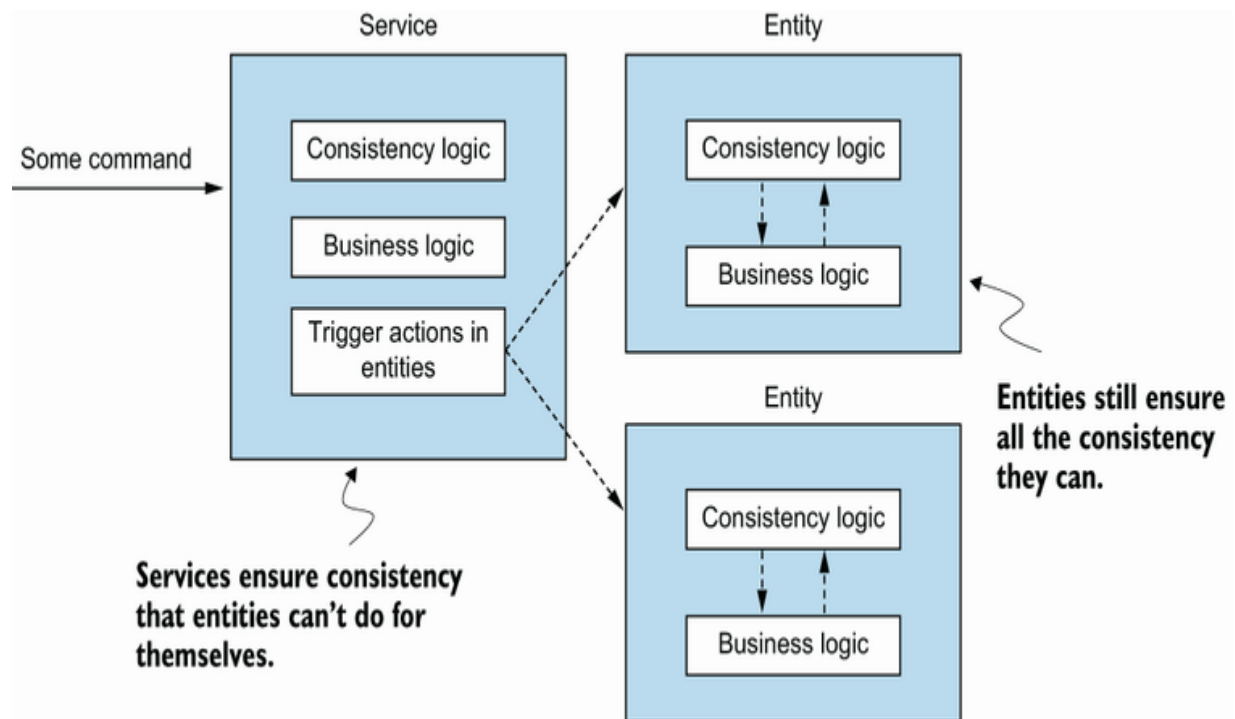 Service
Some command
Consistency logic
Business logic
Trigger actions in
entities
Services ensure consistency
that entities can't do for
themselves.
Entity
Consistency logic
Business logic
Entities still ensure
all the consistency
they can.
Entity
Consistency logic
Business logic